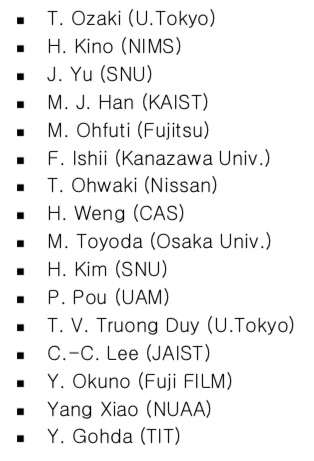 ▪ T. Ozaki (U.Tokyo)
▪ H. Kino (NIMS)
▪ J. Yu (SNU)
▪ M. J. Han (KAIST)
▪ M. Ohfuti (Fujitsu)
▪ F. Ishii (Kanazawa Univ.)
▪ T. Ohwaki (Nissan)
▪ H. Weng (CAS)
▪ M. Toyoda (Osaka Univ.)
▪ H. Kim (SNU)
▪ P. Pou (UAM)
▪ T. V. Truong Duy (U.Tokyo)
▪ C.-C. Lee (JAIST)
▪ Y. Okuno (Fuji FILM)
▪ Yang Xiao (NUAA)
▪ Y. Gohda (TIT)